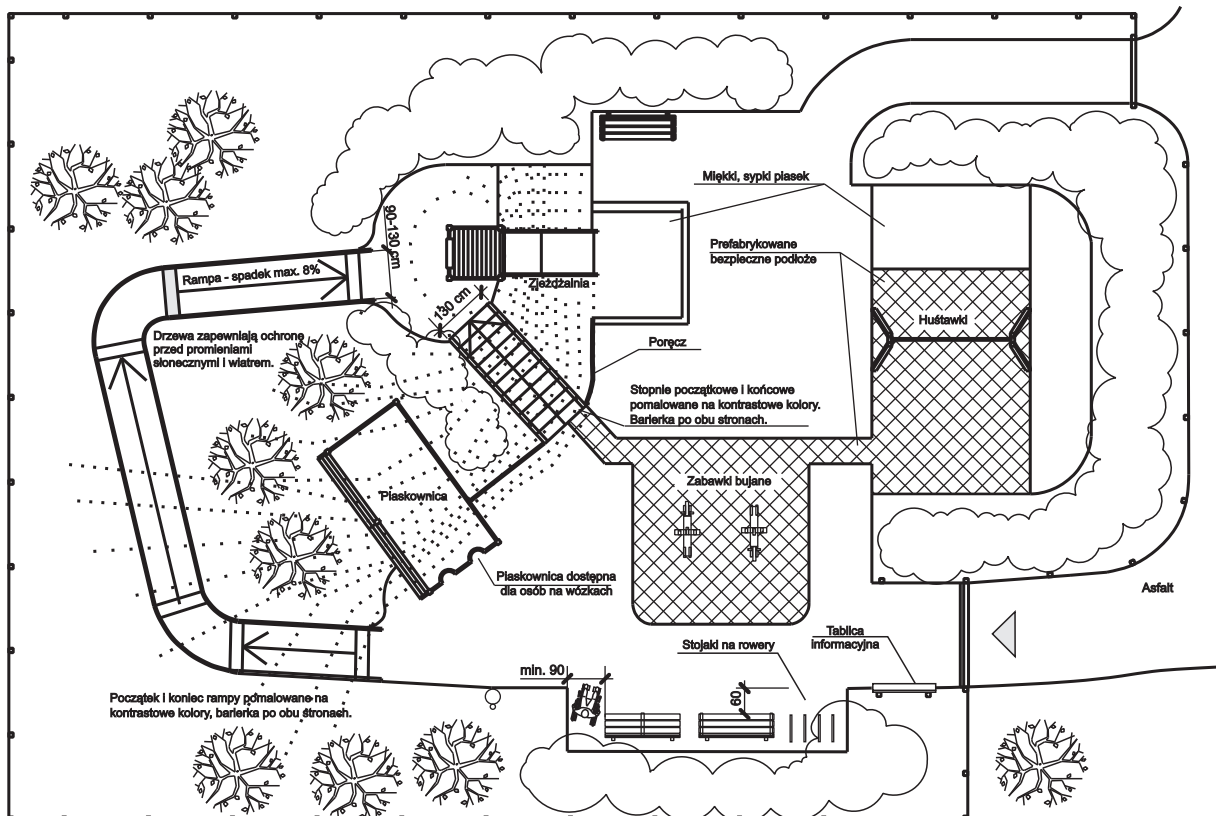 Miękki, sypki piasek
90-130 cm
Prefabrykowane
bezpieczne podłoże
Rampa - spadek max. 8%
Zjeżdżalnia
130 cm
Huśtawki
Drzewa zapewniają ochronę
przed promieniami
słonecznymi i wiatrem.
Poręcz
Stopnie początkowe i końcowe
pomalowane na kontrastowe kolory.
Barierka po obu stronach.
Zabawki bujane
Piaskownica
Piaskownica dostępna
dla osób na wózkach
Asfalt
Tablica
informacyjna
Stojaki na rowery
min. 90
60
Początek i koniec rampy pomalowane na
kontrastowe kolory, barierka po obu stronach.